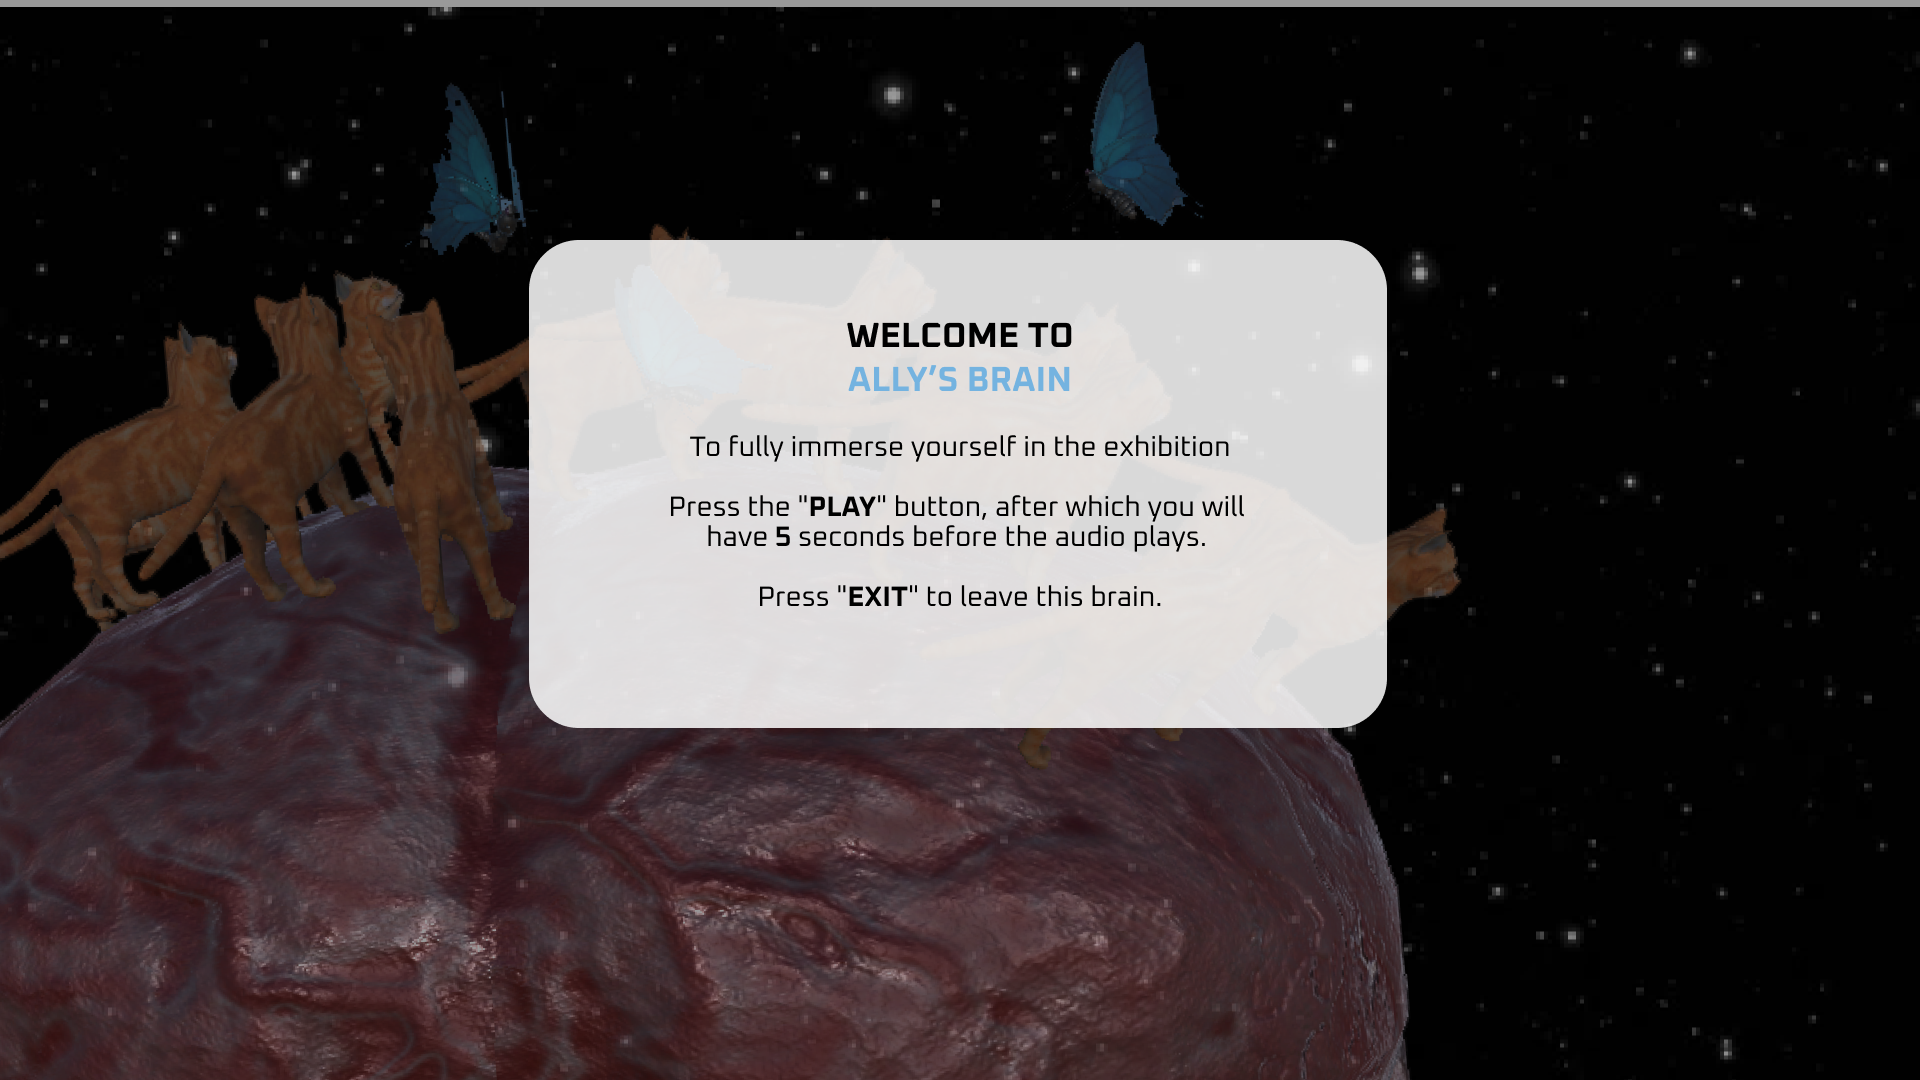 WELCOME TO
ALLY’S BRAIN
To fully immerse yourself in the exhibition
Press the "PLAY" button, after which you will
have 5 seconds before the audio plays.
Press "EXIT" to leave this brain.